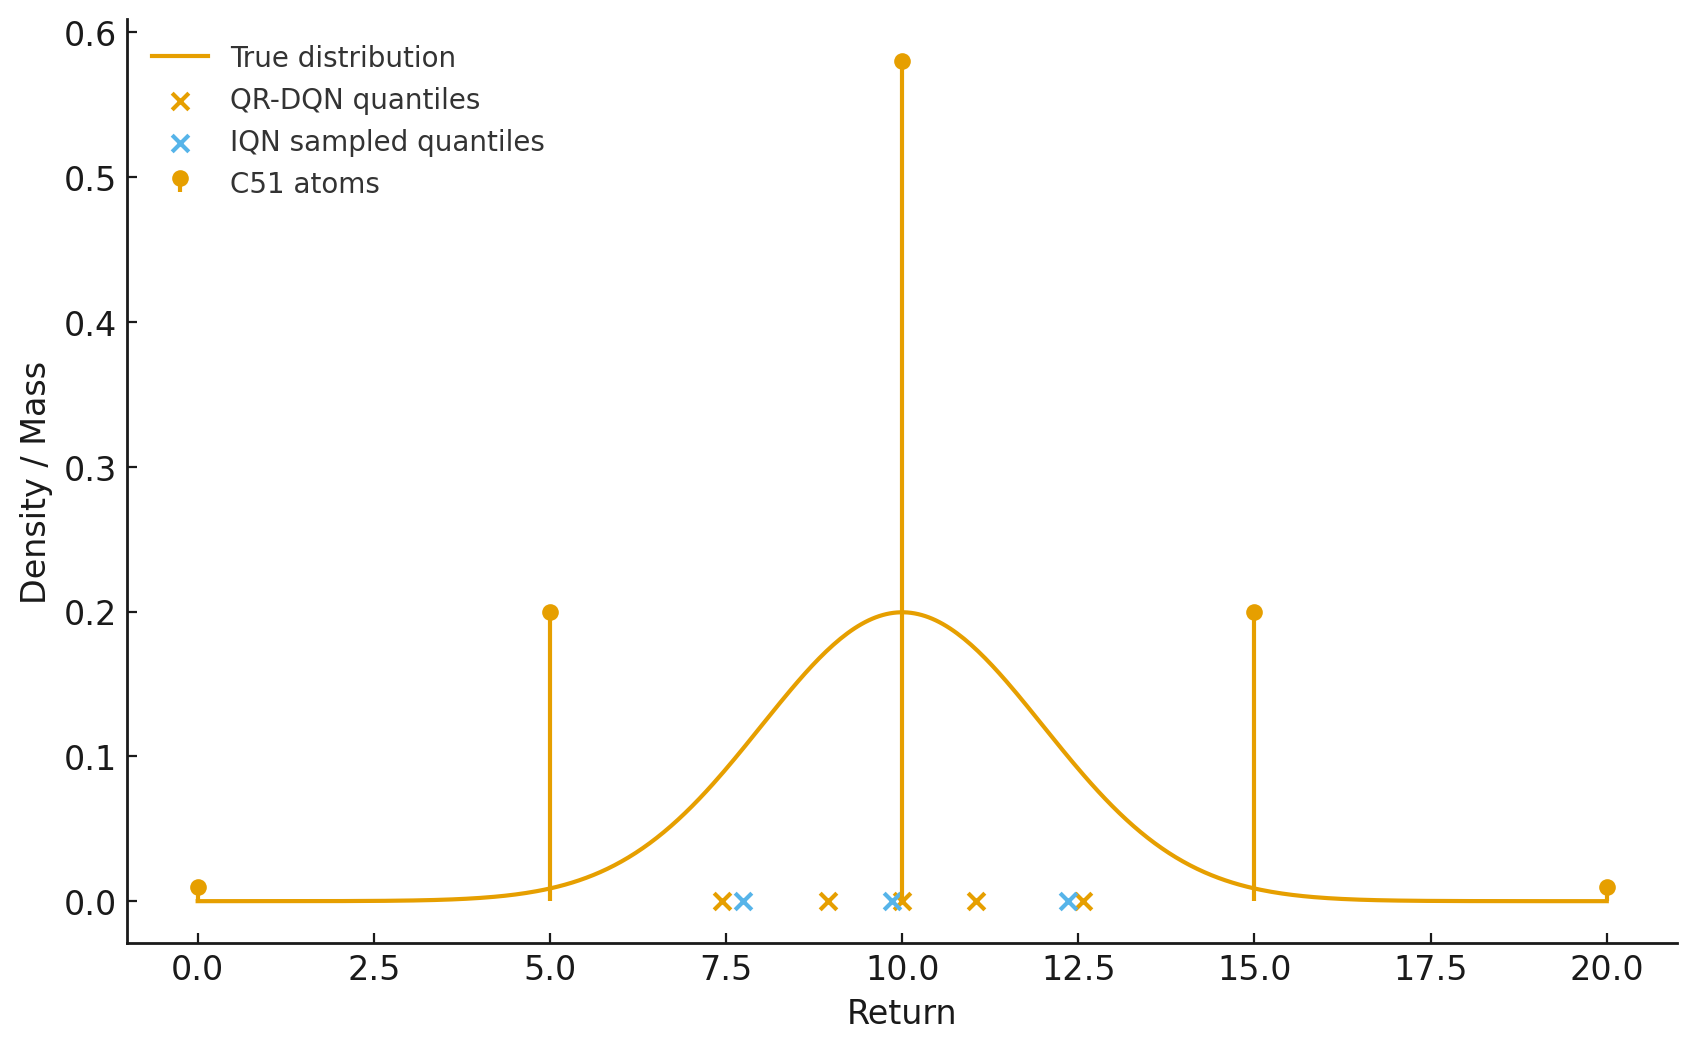 True distribution
QR-DQN quantiles
IQN sampled quantiles
C51 atoms
Density / Mass
0.6
0.5
0.4
0.3
0.2
0.1
0.0
0.0 2.5 5.0 7.5 10.0 12.5 15.0 17.5 20.0
Return